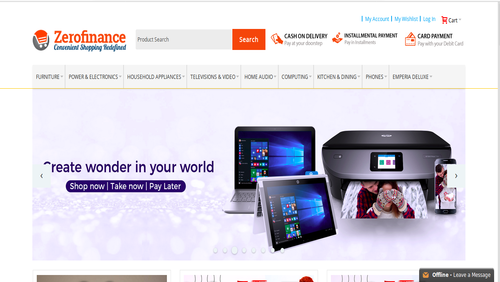 My Account | My Wishlist | Log In Cart
Zerofinance
Convenient Shopping Redefined
Product Search
Search
CASH ON DELIVERY
Pay at your doorstep
INSTALLMENTAL PAYMENT
Pay in Installments
CARD PAYMENT
Pay with your Debit Card
FURNITURE POWER & ELECTRONICS HOUSEHOLD APPLIANCES TELEVISIONS & VIDEO HOME AUDIO COMPUTING KITCHEN & DINING PHONES EMPERIA DELUXE
Create wonder in your world
Shop now | Take now | Pay Later
Offline - Leave a Message